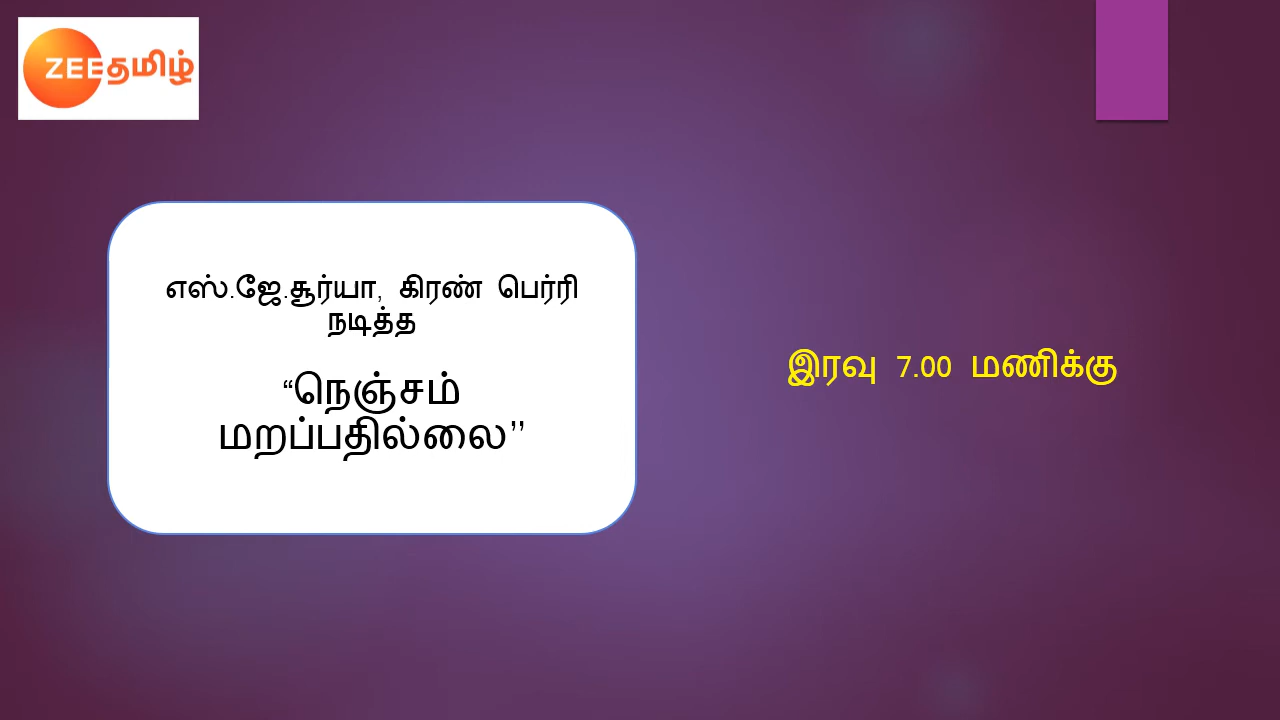 ZEEதமிழ்
எஸ்.ஜே.சூர்யா, கிரண் பெர்ரி
நடித்த
“நெஞ்சம்
மறப்பதில்லை’’
இரவு 7.00 மணிக்கு